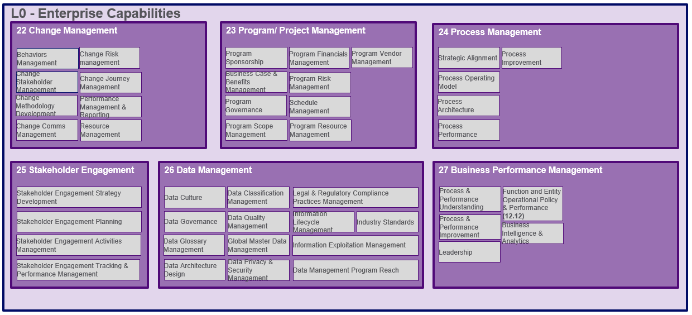 L0 - Enterprise Capabilities
22 Change Management
Behaviors
Management
Change Risk
management
Change
Stakeholder
Management
Change Journey
Management
Change
Methodology
Development
Performance
Management &
Reporting
Change Comms
Management
Resource
Management
23 Program/ Project Management
Program
Sponsorship
Program Financials
Management
Program Vendor
Management
Business Case &
Benefits
Management
Program Risk
Management
Program
Governance
Schedule
Management
Program Scope
Management
Program Resource
Management
24 Process Management
Strategic Alignment
Process
Improvement
Process Operating
Model
Process
Architecture
Process
Performance
25 Stakeholder Engagement
Stakeholder Engagement Strategy
Development
Stakeholder Engagement Planning
Stakeholder Engagement Activities
Management
Stakeholder Engagement Tracking &
Performance Management
26 Data Management
Data Culture
Data Classification
Management
Legal & Regulatory Compliance
Practices Management
Data Governance
Data Quality
Management
Information
Lifecycle
Management
Industry Standards
Data Glossary
Management
Global Master Data
Management
Information Exploitation Management
Data Architecture
Design
Data Privacy &
Security
Management
Data Management Program Reach
27 Business Performance Management
Process &
Performance
Understanding
Function and Entity
Operational Policy
& Performance
(12.12)
Process &
Performance
Improvement
Business
Intelligence &
Analytics
Leadership